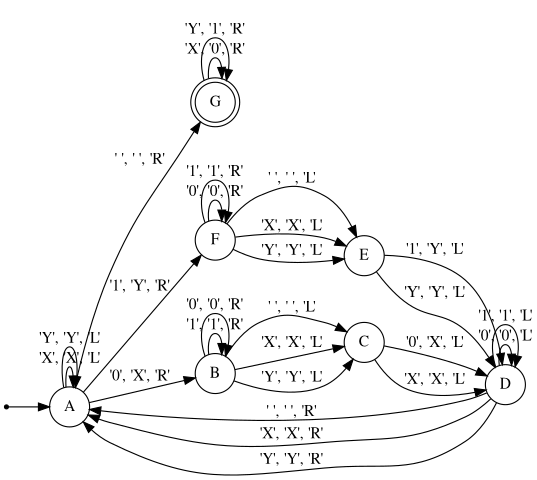 'Y', '1', 'R'
'X', '0', 'R'
G
' ', ' ', 'R'
'1', '1', 'R'
'0', '0', 'R'
' ', ' ', 'L'
F
'X', 'X', 'L'
'Y', 'Y', 'L'
E
'1', 'Y', 'L'
'1', 'Y', 'R'
'Y', 'Y', 'L'
'0', '0', 'R'
'1', '1', 'R'
' ', ' ', 'L'
'1', '1', 'L'
'0', '0', 'L'
'Y', 'Y', 'L'
'X', 'X', 'L'
B
'X', 'X', 'L'
'Y', 'Y', 'L'
C
'0', 'X', 'L'
'X', 'X', 'L'
D
'0', 'X', 'R'
A
' ', ' ', 'R'
'X', 'X', 'R'
'Y', 'Y', 'R'